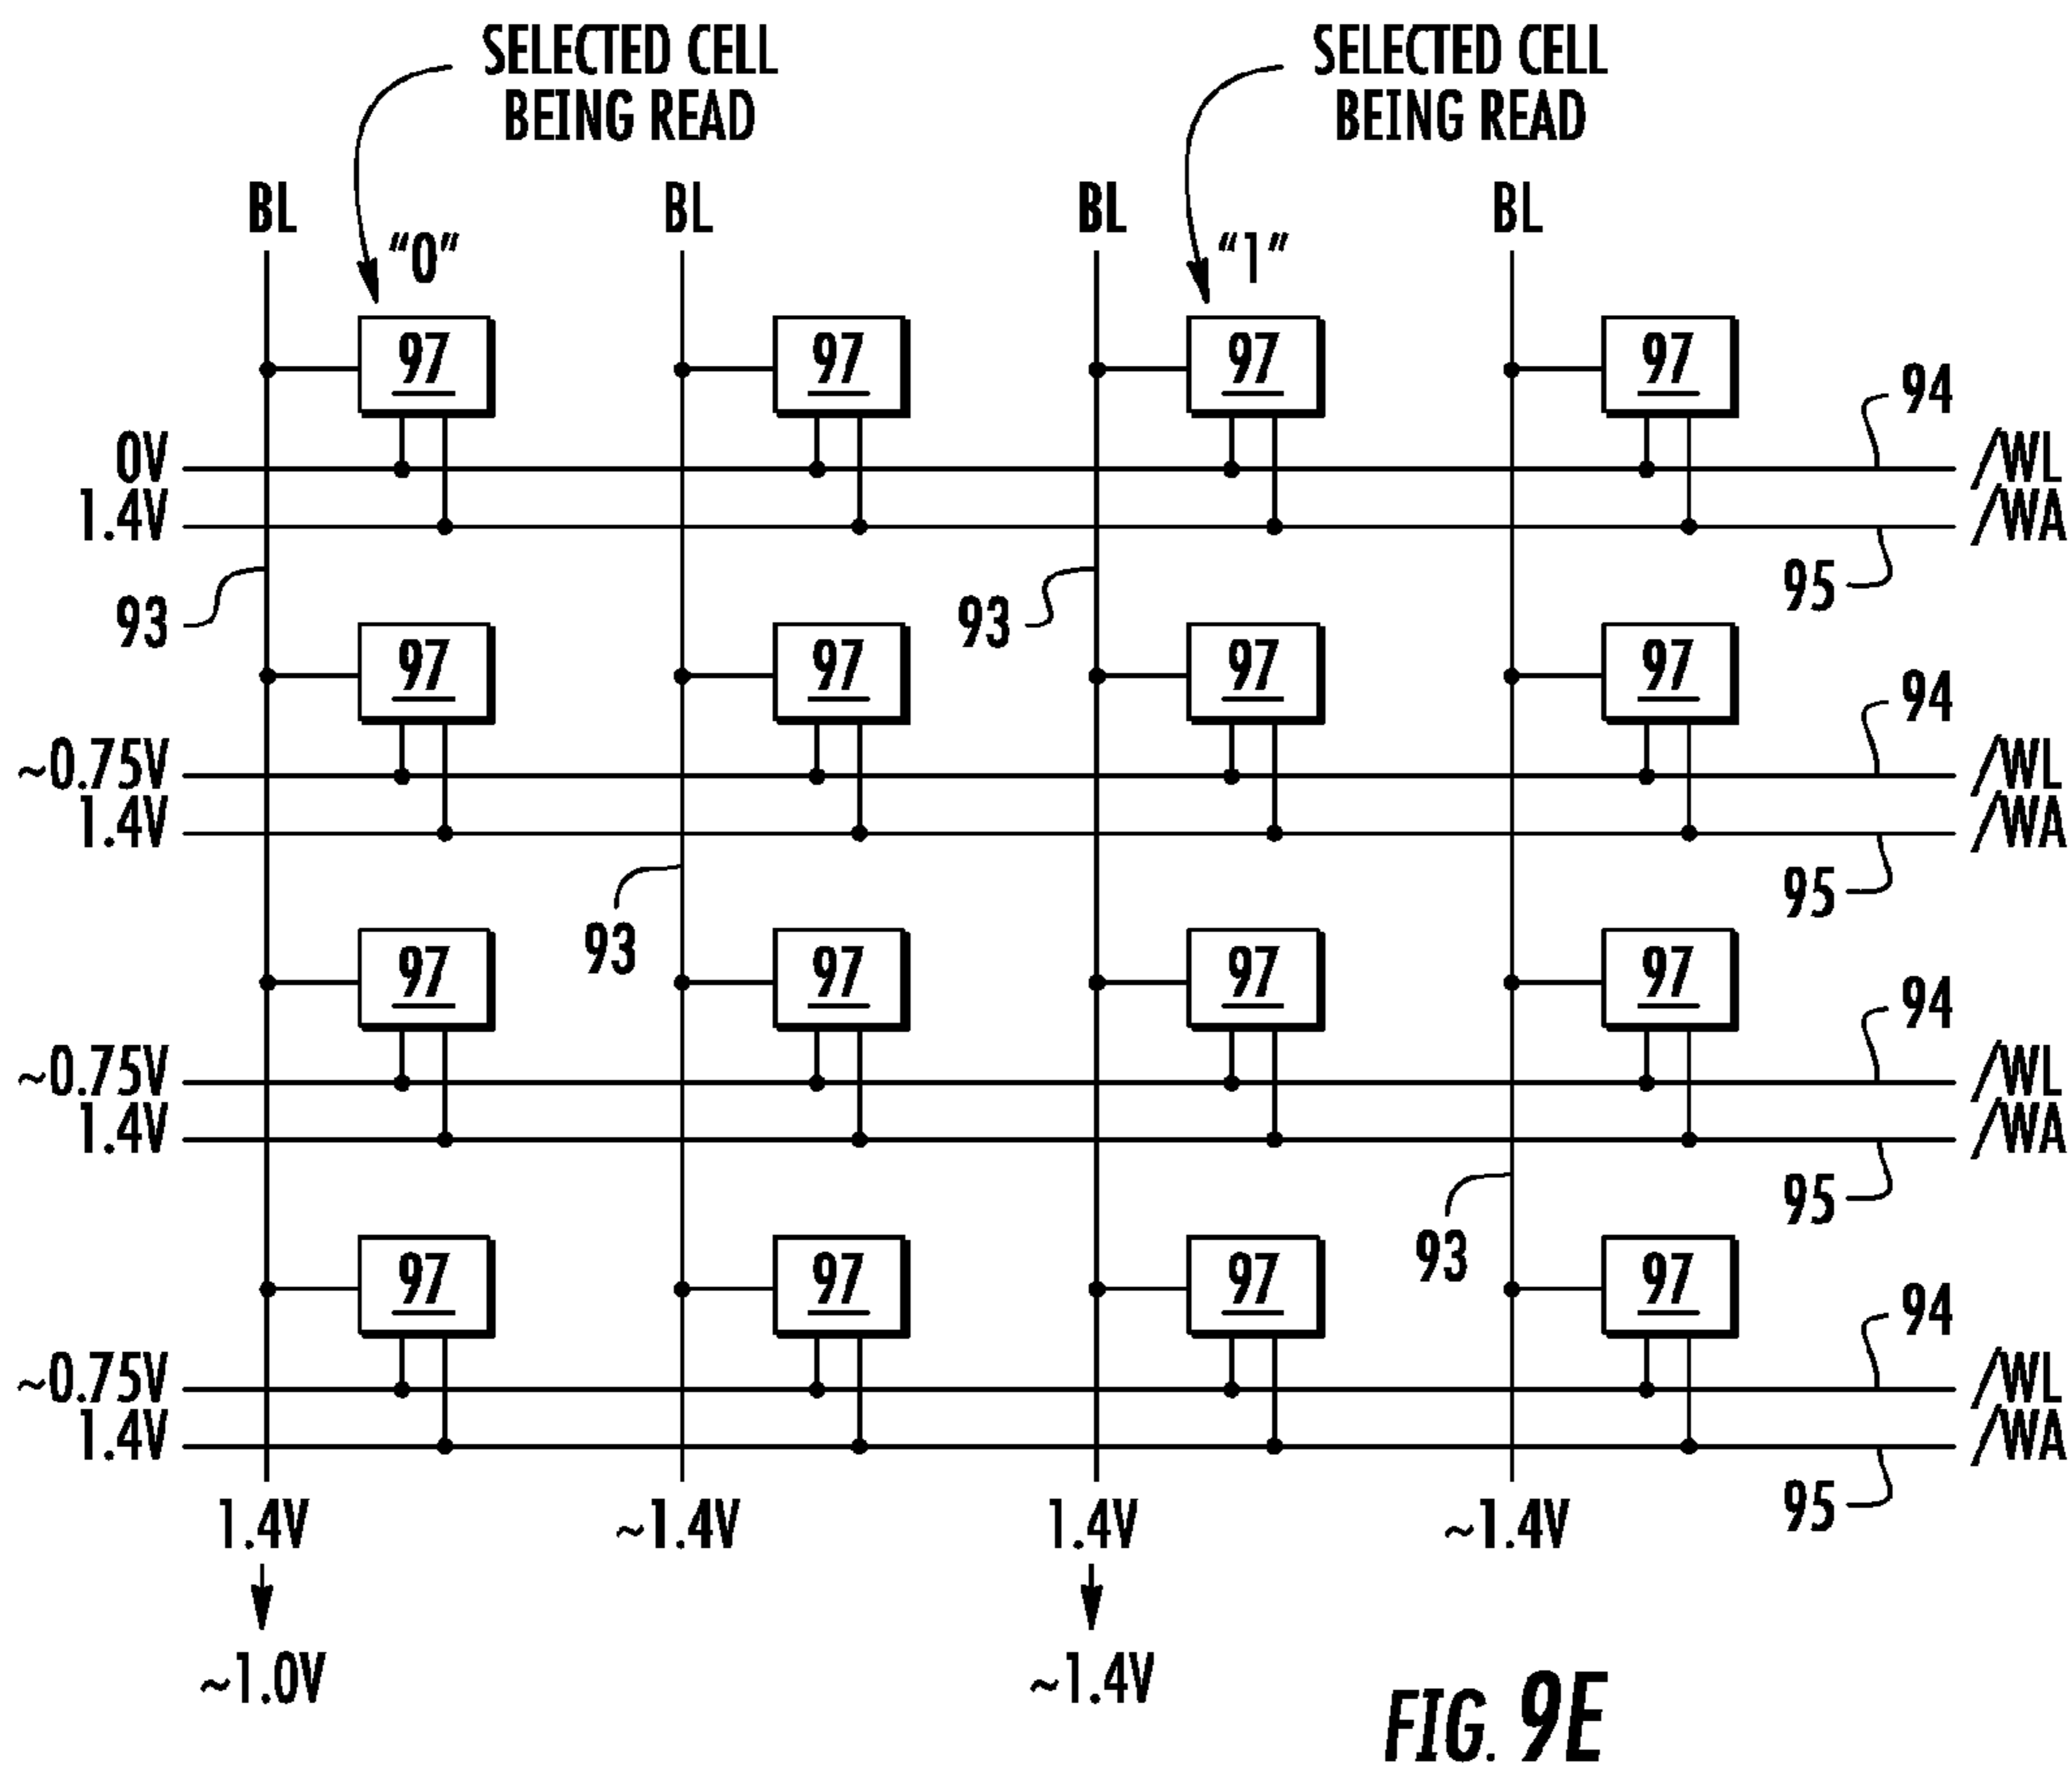 SELECTED CELL
BEING READ
SELECTED CELL
BEING READ
BL
BL
BL
BL
“0”
“1”
97
97
97
97
94
0V
/WL
1.4V
/WA
95
93
93
97
97
97
97
94
~0.75V
/WL
1.4V
/WA
95
93
97
97
97
97
94
~0.75V
/WL
1.4V
/WA
95
93
97
97
97
97
94
~0.75V
/WL
1.4V
/WA
95
1.4V
~1.4V
1.4V
~1.4V
~1.0V
~1.4V
FIG. 9E